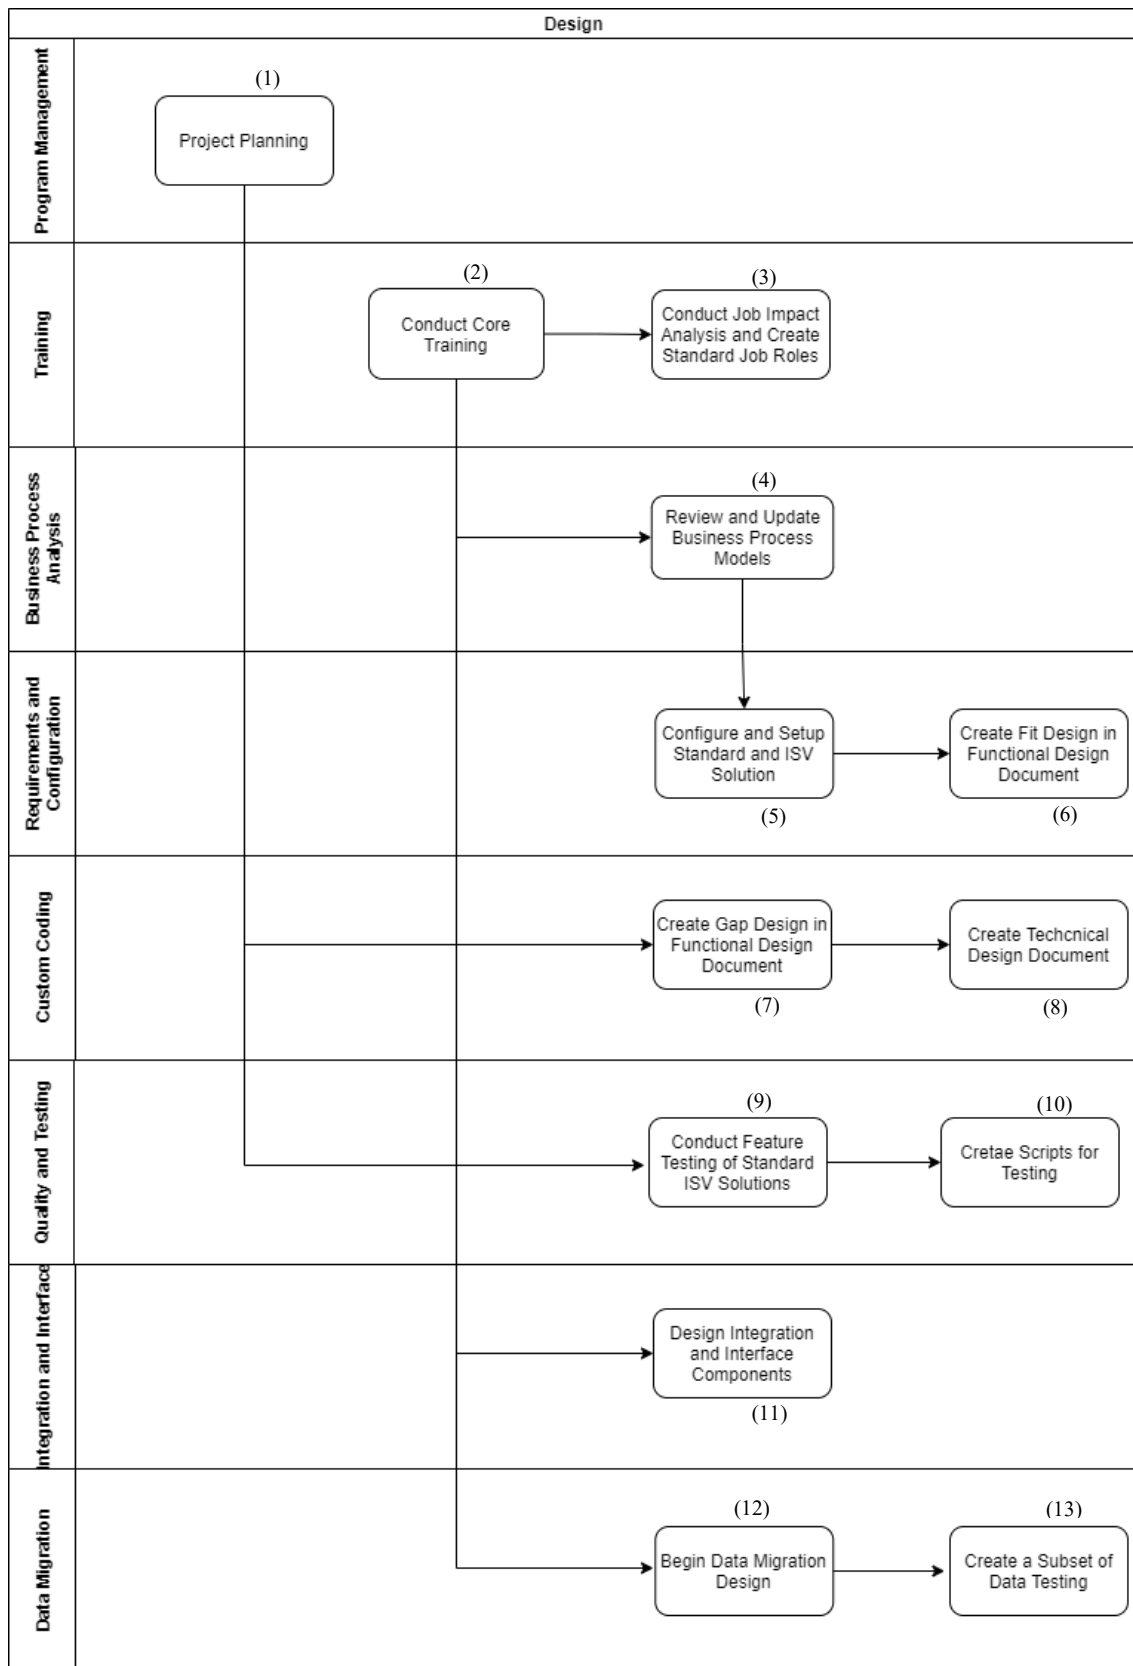 Design
Program Management
(1)
Project Planning
Training
(2)
Conduct Core
Training
(3)
Conduct Job Impact
Analysis and Create
Standard Job Roles
Business Process
Analysis
(4)
Review and Update
Business Process
Models
Requirements and
Configuration
Configure and Setup
Standard and ISV
Solution
(5)
Create Fit Design in
Functional Design
Document
(6)
Custom Coding
Create Gap Design in
Functional Design
Document
(7)
Create Techcnical
Design Document
(8)
Quality and Testing
(9)
Conduct Feature
Testing of Standard
ISV Solutions
(10)
Cretae Scripts for
Testing
Integration and Interface
Design Integration
and Interface
Components
(11)
Data Migration
(12)
Begin Data Migration
Design
(13)
Create a Subset of
Data Testing